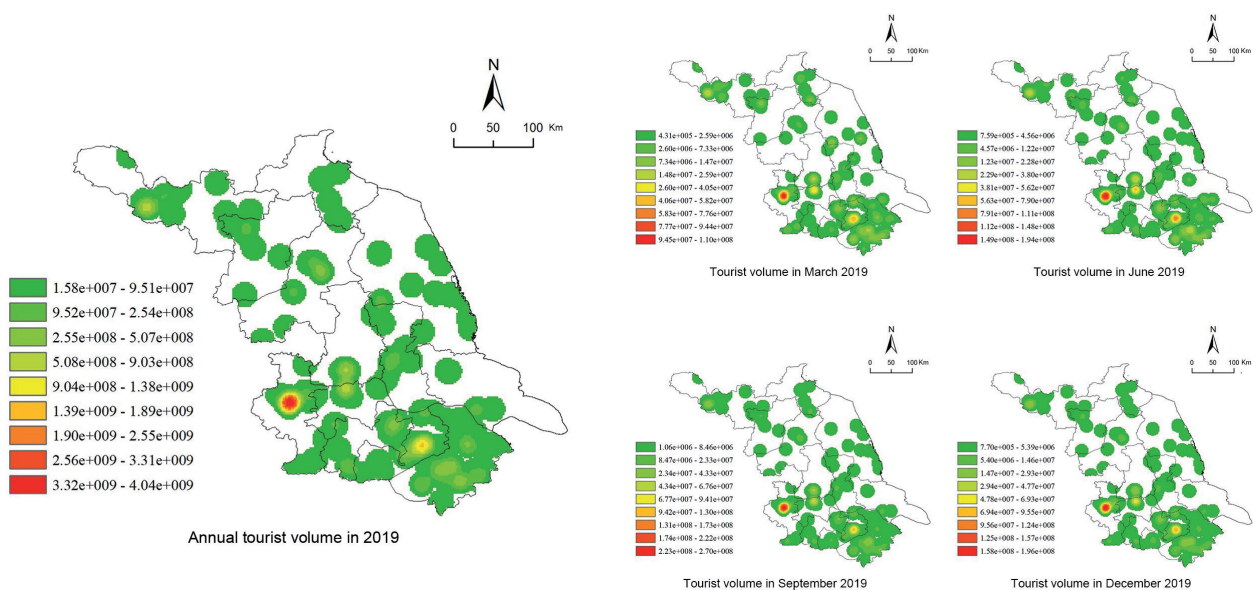 N
0 50 100 Km
1.58e+007 - 9.51e+007
9.52e+007 - 2.54e+008
2.55e+008 - 5.07e+008
5.08e+008 - 9.03e+008
9.04e+008 - 1.38e+009
1.39e+009 - 1.89e+009
1.90e+009 - 2.55e+009
2.56e+009 - 3.31e+009
3.32e+009 - 4.04e+009
Annual tourist volume in 2019
N
0 50 100 Km
4.31e+005 - 2.59e+006
2.60e+006 - 7.33e+006
7.34e+006 - 1.47e+007
1.48e+007 - 2.59e+007
2.60e+007 - 4.05e+007
4.06e+007 - 5.82e+007
5.83e+007 - 7.76e+007
7.77e+007 - 9.44e+007
9.45e+007 - 1.10e+008
Tourist volume in March 2019
N
0 50 100 Km
7.59e+005 - 4.56e+006
4.57e+006 - 1.22e+007
1.23e+007 - 2.28e+007
2.29e+007 - 3.80e+007
3.81e+007 - 5.62e+007
5.63e+007 - 7.90e+007
7.91e+007 - 1.11e+008
1.12e+008 - 1.48e+008
1.49e+008 - 1.94e+008
Tourist volume in June 2019
N
0 50 100 Km
1.06e+006 - 8.46e+006
8.47e+006 - 2.33e+007
2.34e+007 - 4.33e+007
4.34e+007 - 6.76e+007
6.77e+007 - 9.41e+007
9.42e+007 - 1.30e+008
1.31e+008 - 1.73e+008
1.74e+008 - 2.22e+008
2.23e+008 - 2.70e+008
Tourist volume in September 2019
N
0 50 100 Km
7.70e+005 - 5.39e+006
5.40e+006 - 1.46e+007
1.47e+007 - 2.93e+007
2.94e+007 - 4.77e+007
4.78e+007 - 6.93e+007
6.94e+007 - 9.55e+007
9.56e+007 - 1.24e+008
1.25e+008 - 1.57e+008
1.58e+008 - 1.96e+008
Tourist volume in December 2019